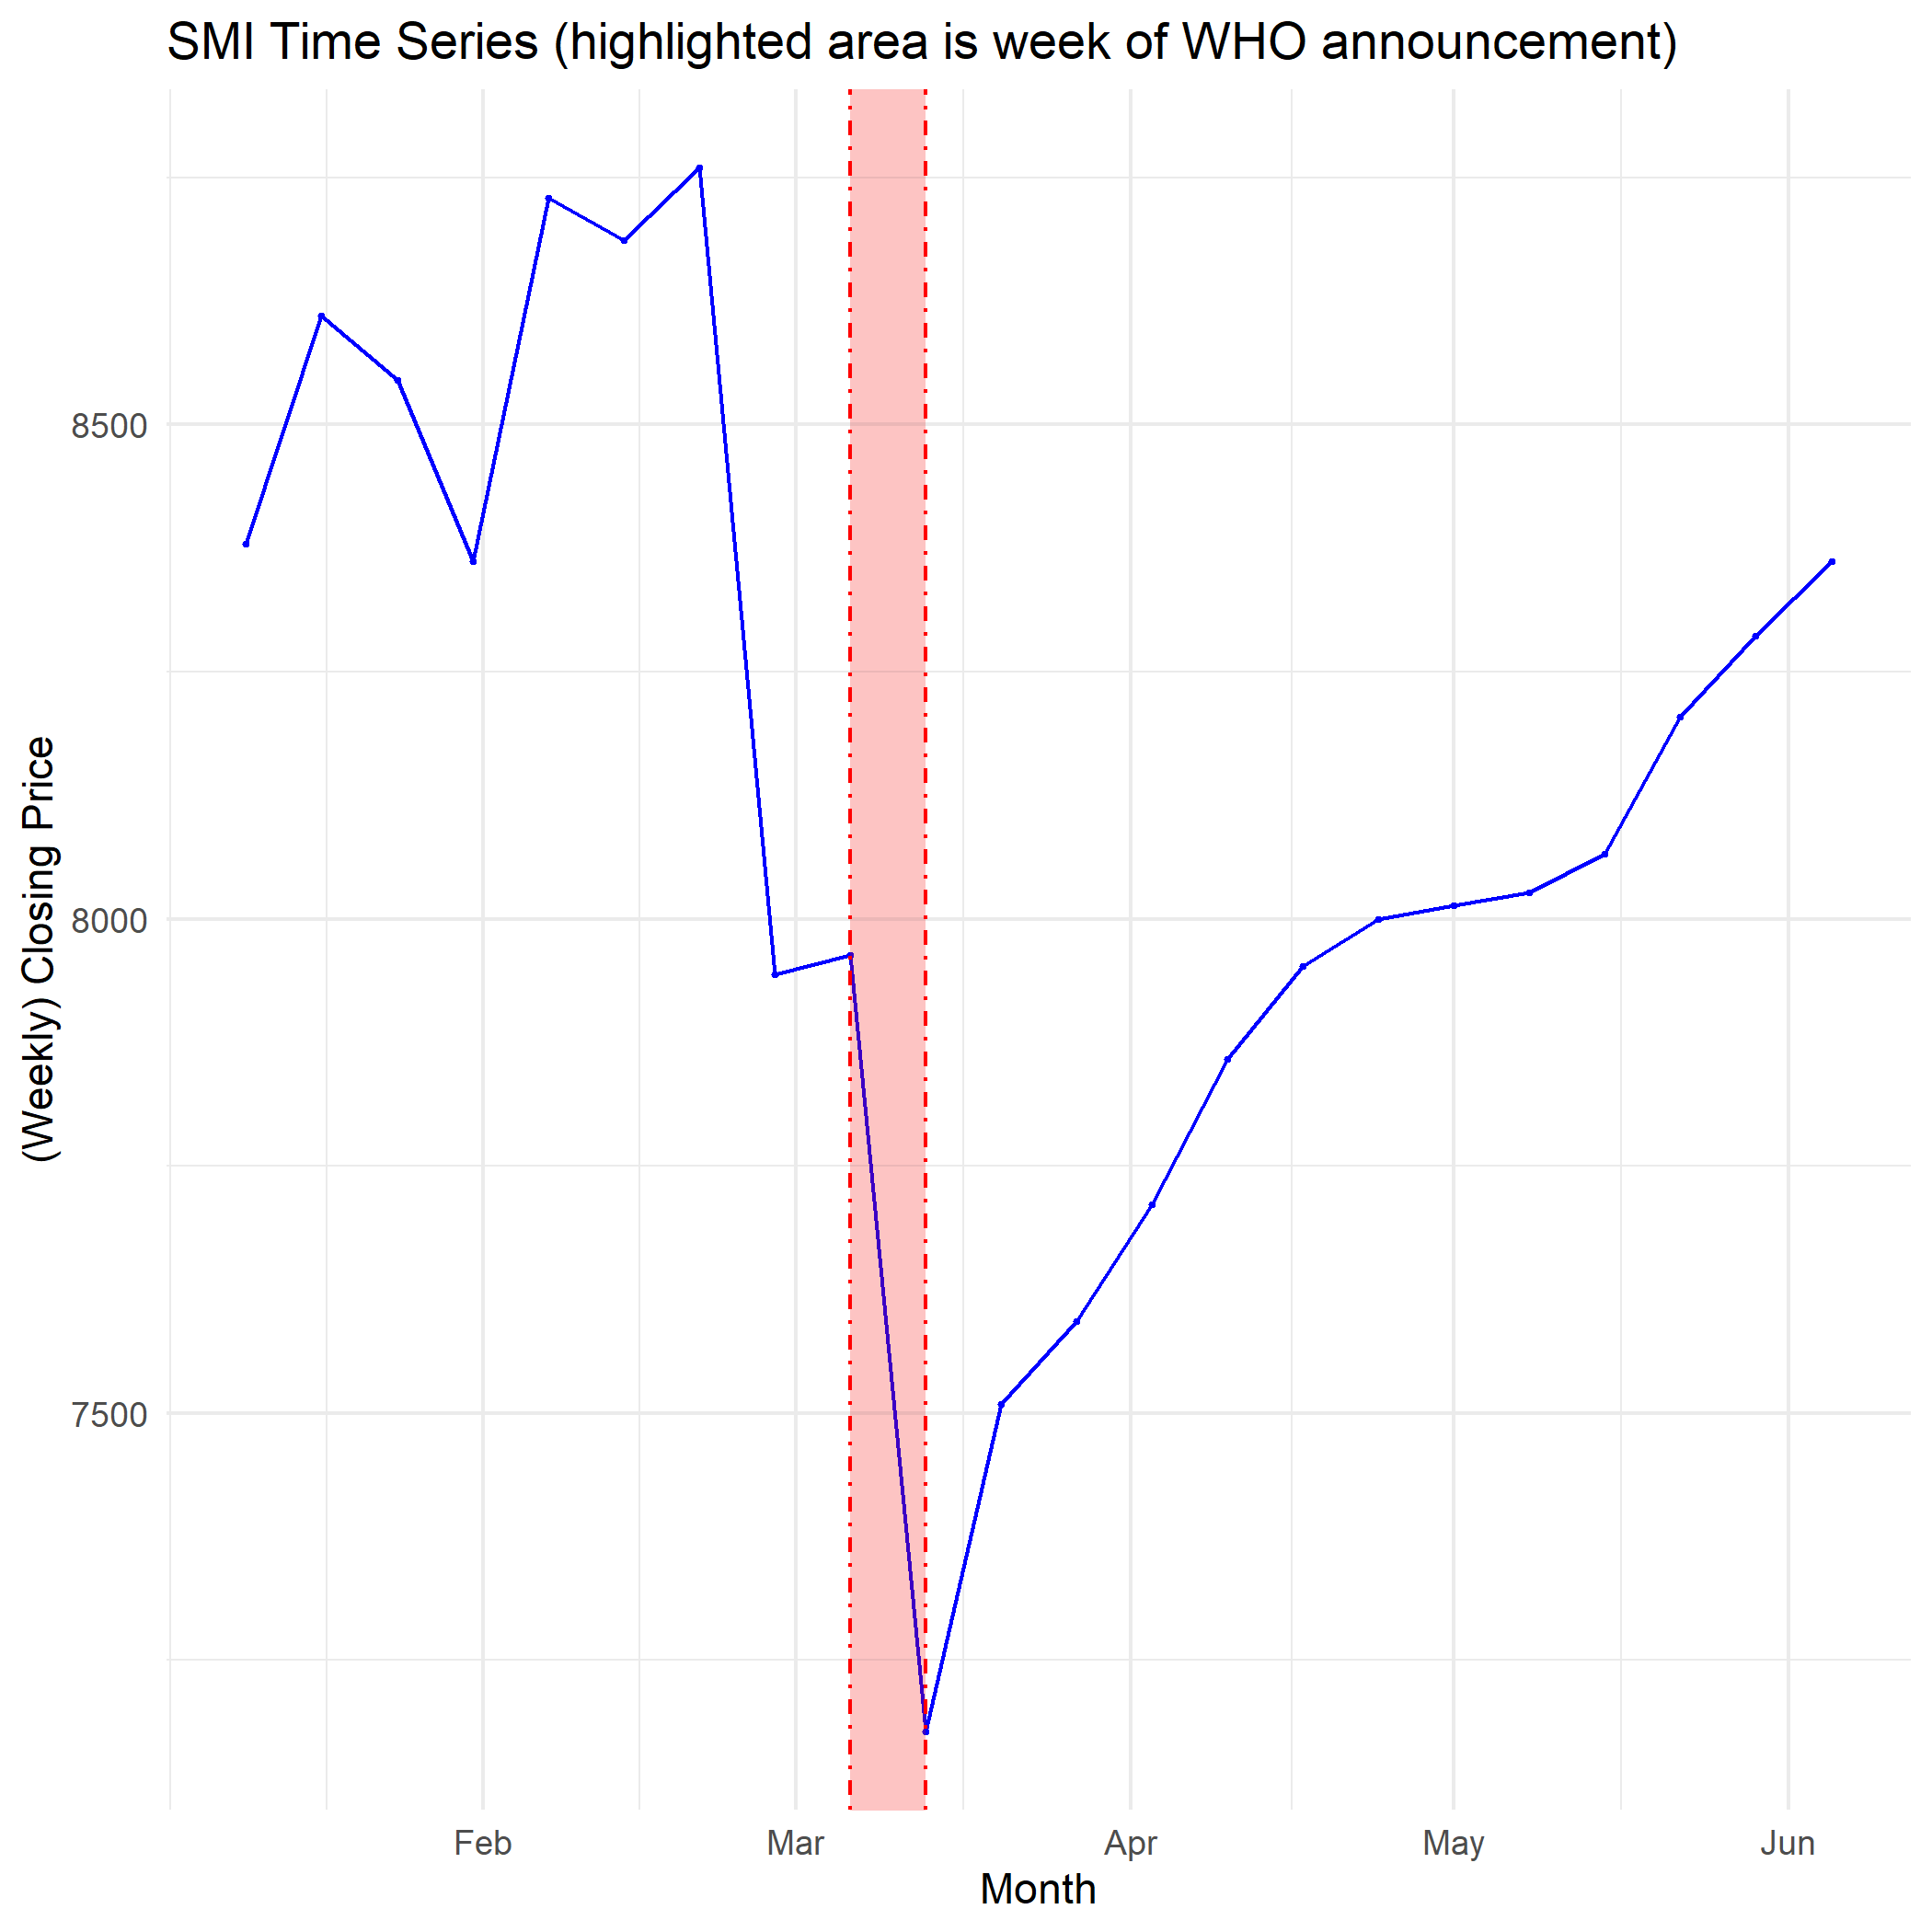 SMI Time Series (highlighted area is week of WHO announcement)
(Weekly) Closing Price
8500
8000
7500
Feb Mar Apr May Jun
Month